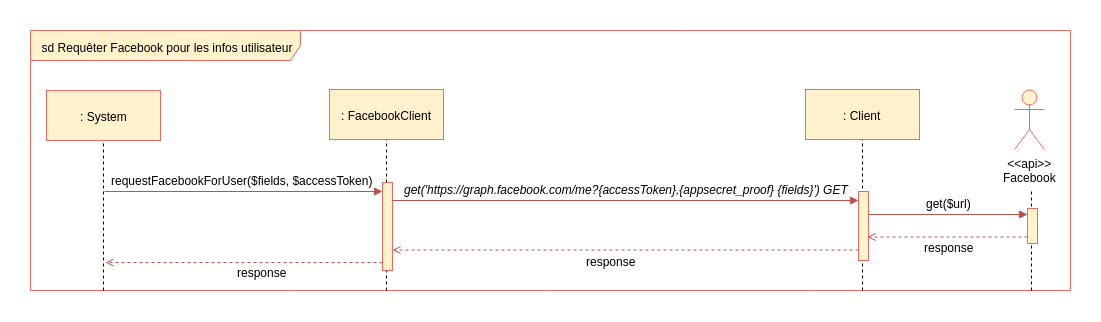 sd Requêter Facebook pour les infos utilisateur
: System
: FacebookClient
: Client
<<api>>
Facebook
requestFacebookForUser($fields, $accessToken)
get('https://graph.facebook.com/me?{accessToken},{appsecret_proof} {fields}') GET
get($url)
response
response
response